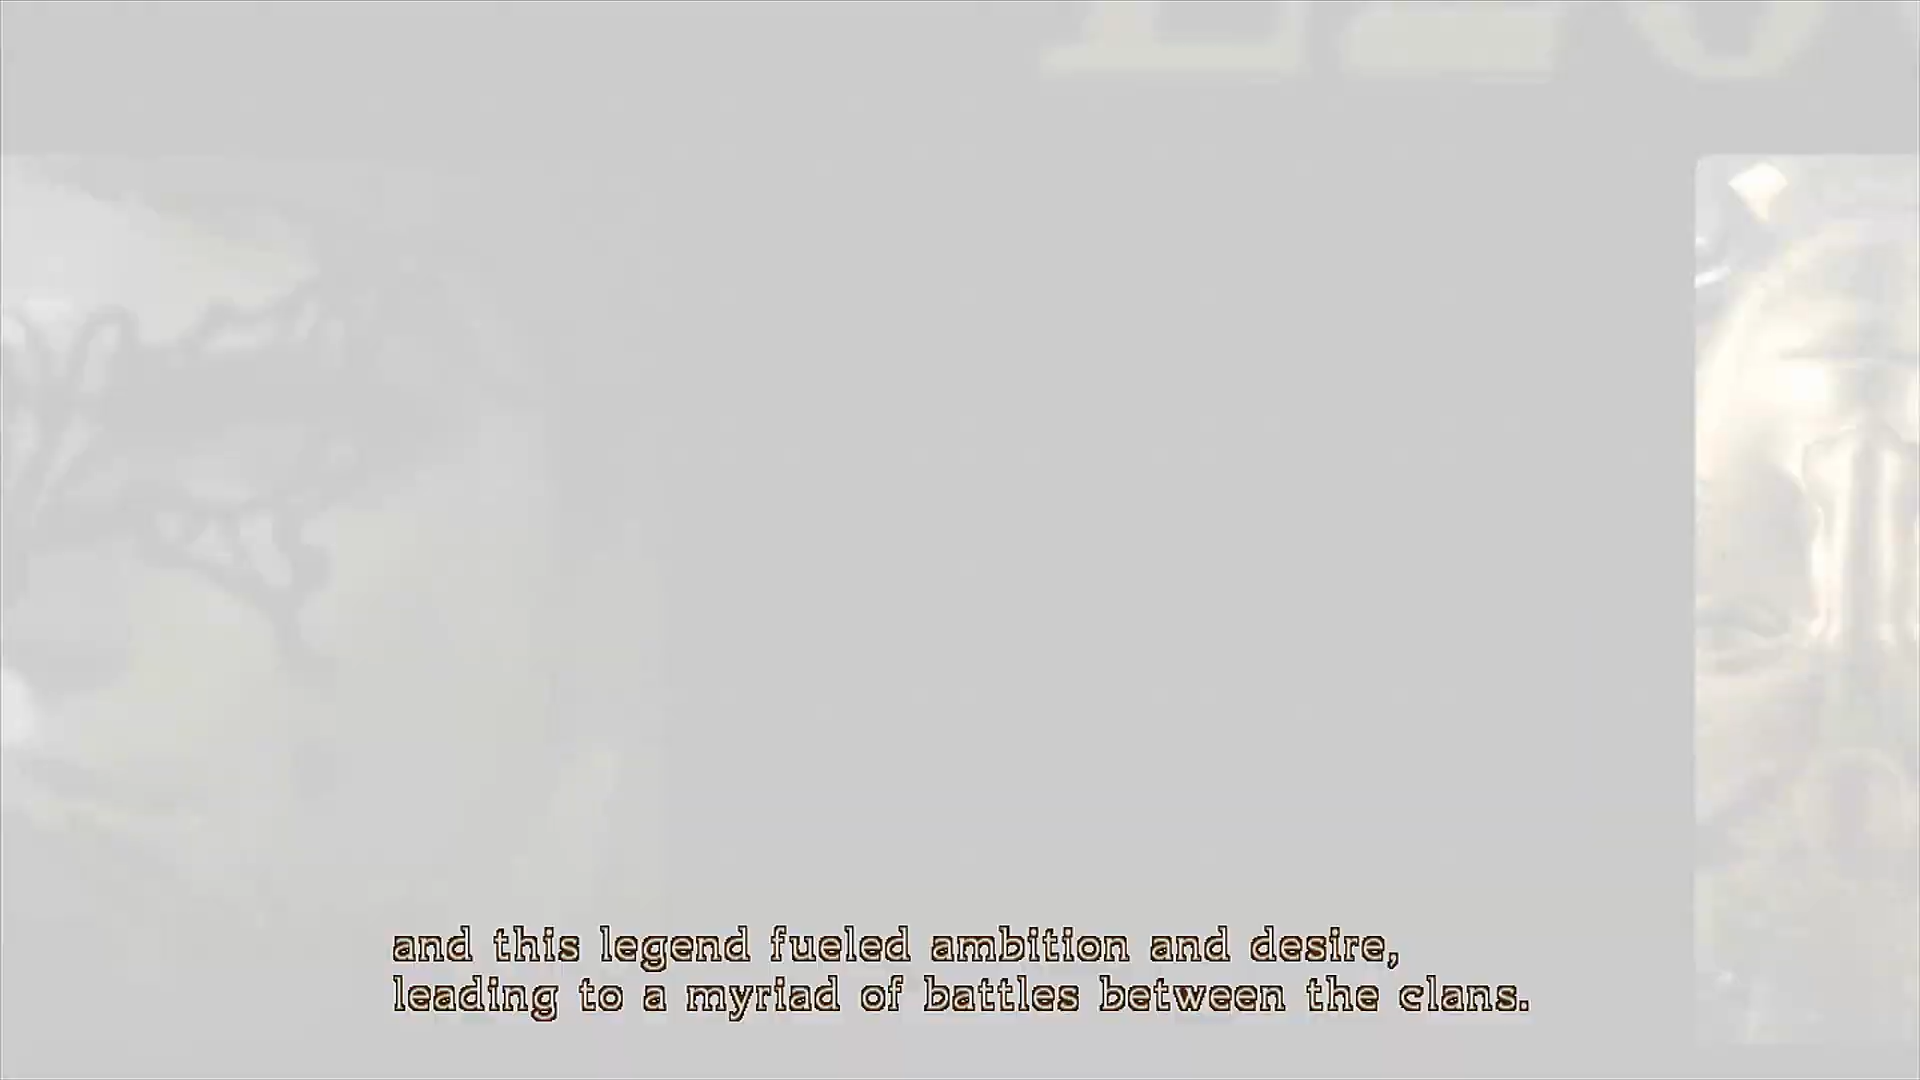 and this legend fueled ambition and desire,
leading to a myriad of battles between the clans.